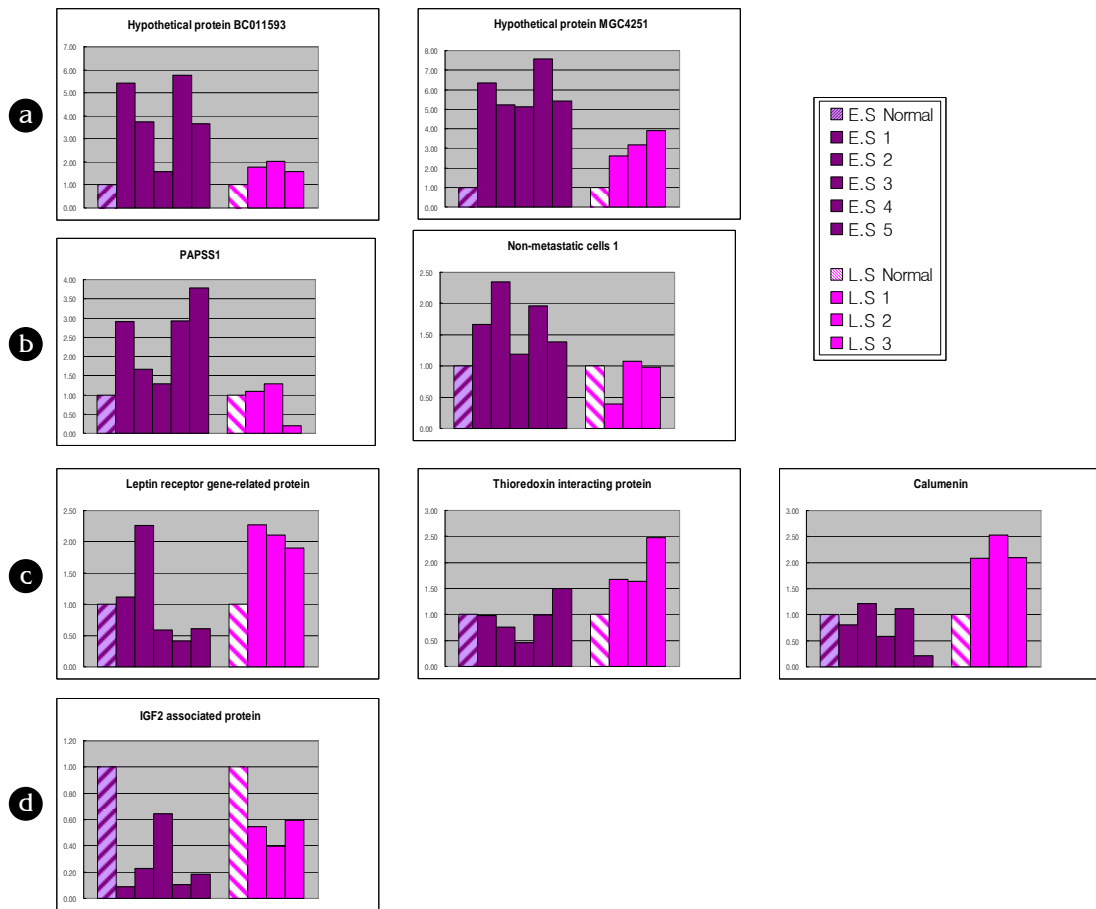 Hypothetical protein BC011593
7.00
6.00
5.00
4.00
3.00
2.00
1.00
0.00
Hypothetical protein MGC4251
8.00
7.00
6.00
5.00
4.00
3.00
2.00
1.00
0.00
a
E.S Normal
E.S 1
E.S 2
E.S 3
E.S 4
E.S 5
L.S Normal
L.S 1
L.S 2
L.S 3
PAPSS1
4.00
3.50
3.00
2.50
2.00
1.50
1.00
0.50
0.00
Non-metastatic cells 1
2.50
2.00
1.50
1.00
0.50
0.00
b
Leptin receptor gene-related protein
2.50
2.00
1.50
1.00
0.50
0.00
Thioredoxin interacting protein
3.00
2.50
2.00
1.50
1.00
0.50
0.00
Calumenin
3.00
2.50
2.00
1.50
1.00
0.50
0.00
c
IGF2 associated protein
1.20
1.00
0.80
0.60
0.40
0.20
0.00
d